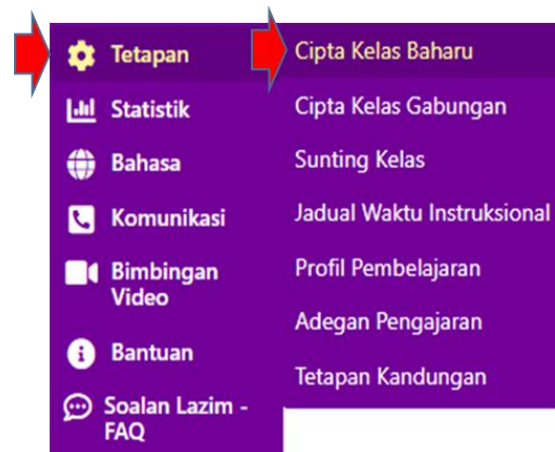 Tetapan
Statistik
Bahasa
Komunikasi
Bimbingan
Video
Bantuan
Soalan Lazim -
FAQ
Cipta Kelas Baharu
Cipta Kelas Gabungan
Sunting Kelas
Jadual Waktu Instruksional
Profil Pembelajaran
Adegan Pengajaran
Tetapan Kandungan